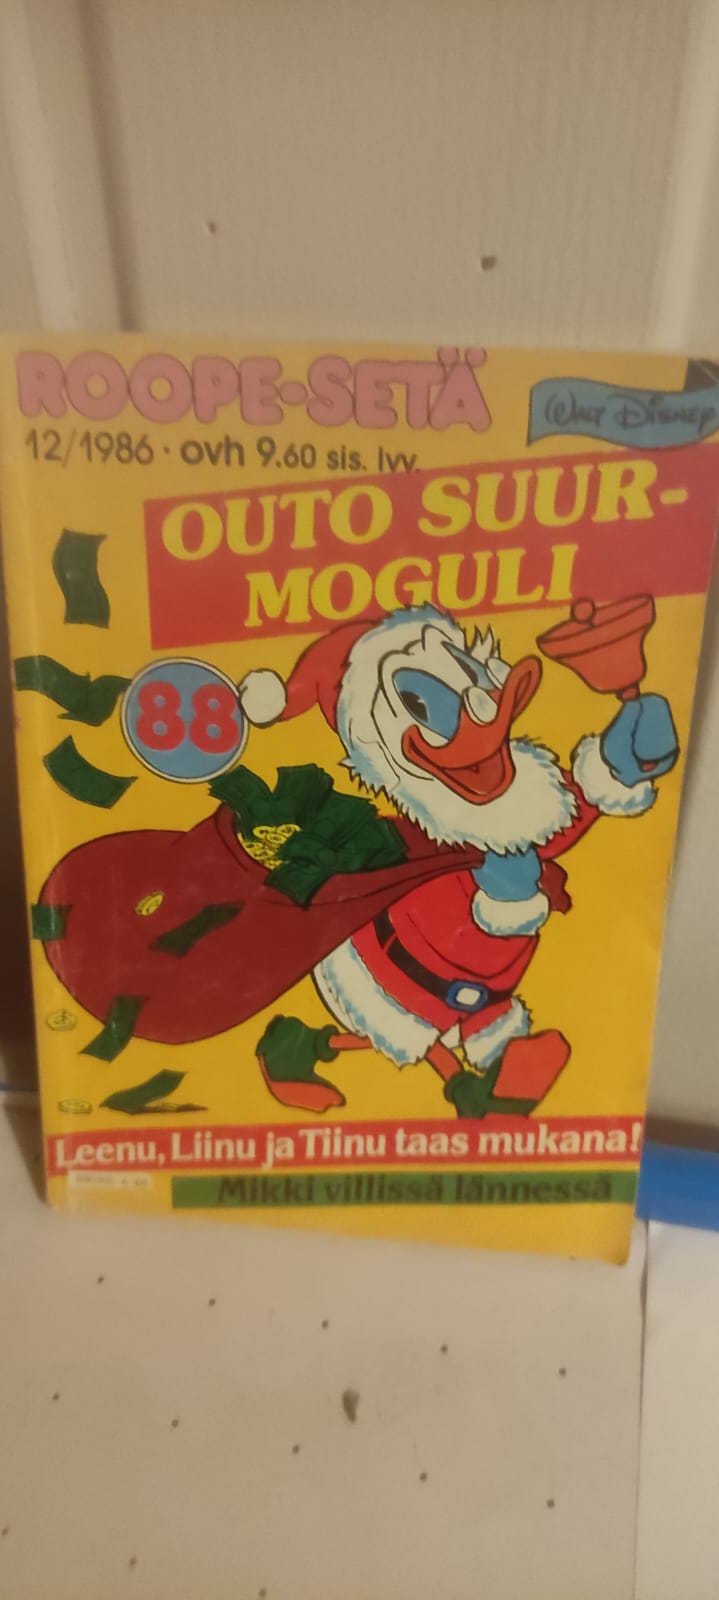 ROOPE-SETÄ
WALT DISNEY
12/1986 · ovh 9.60 sis. lvv.
OUTO SUUR-
MOGULI
88
Leenu, Liinu ja Tiinu taas mukana!
Mikki villissä lännessä